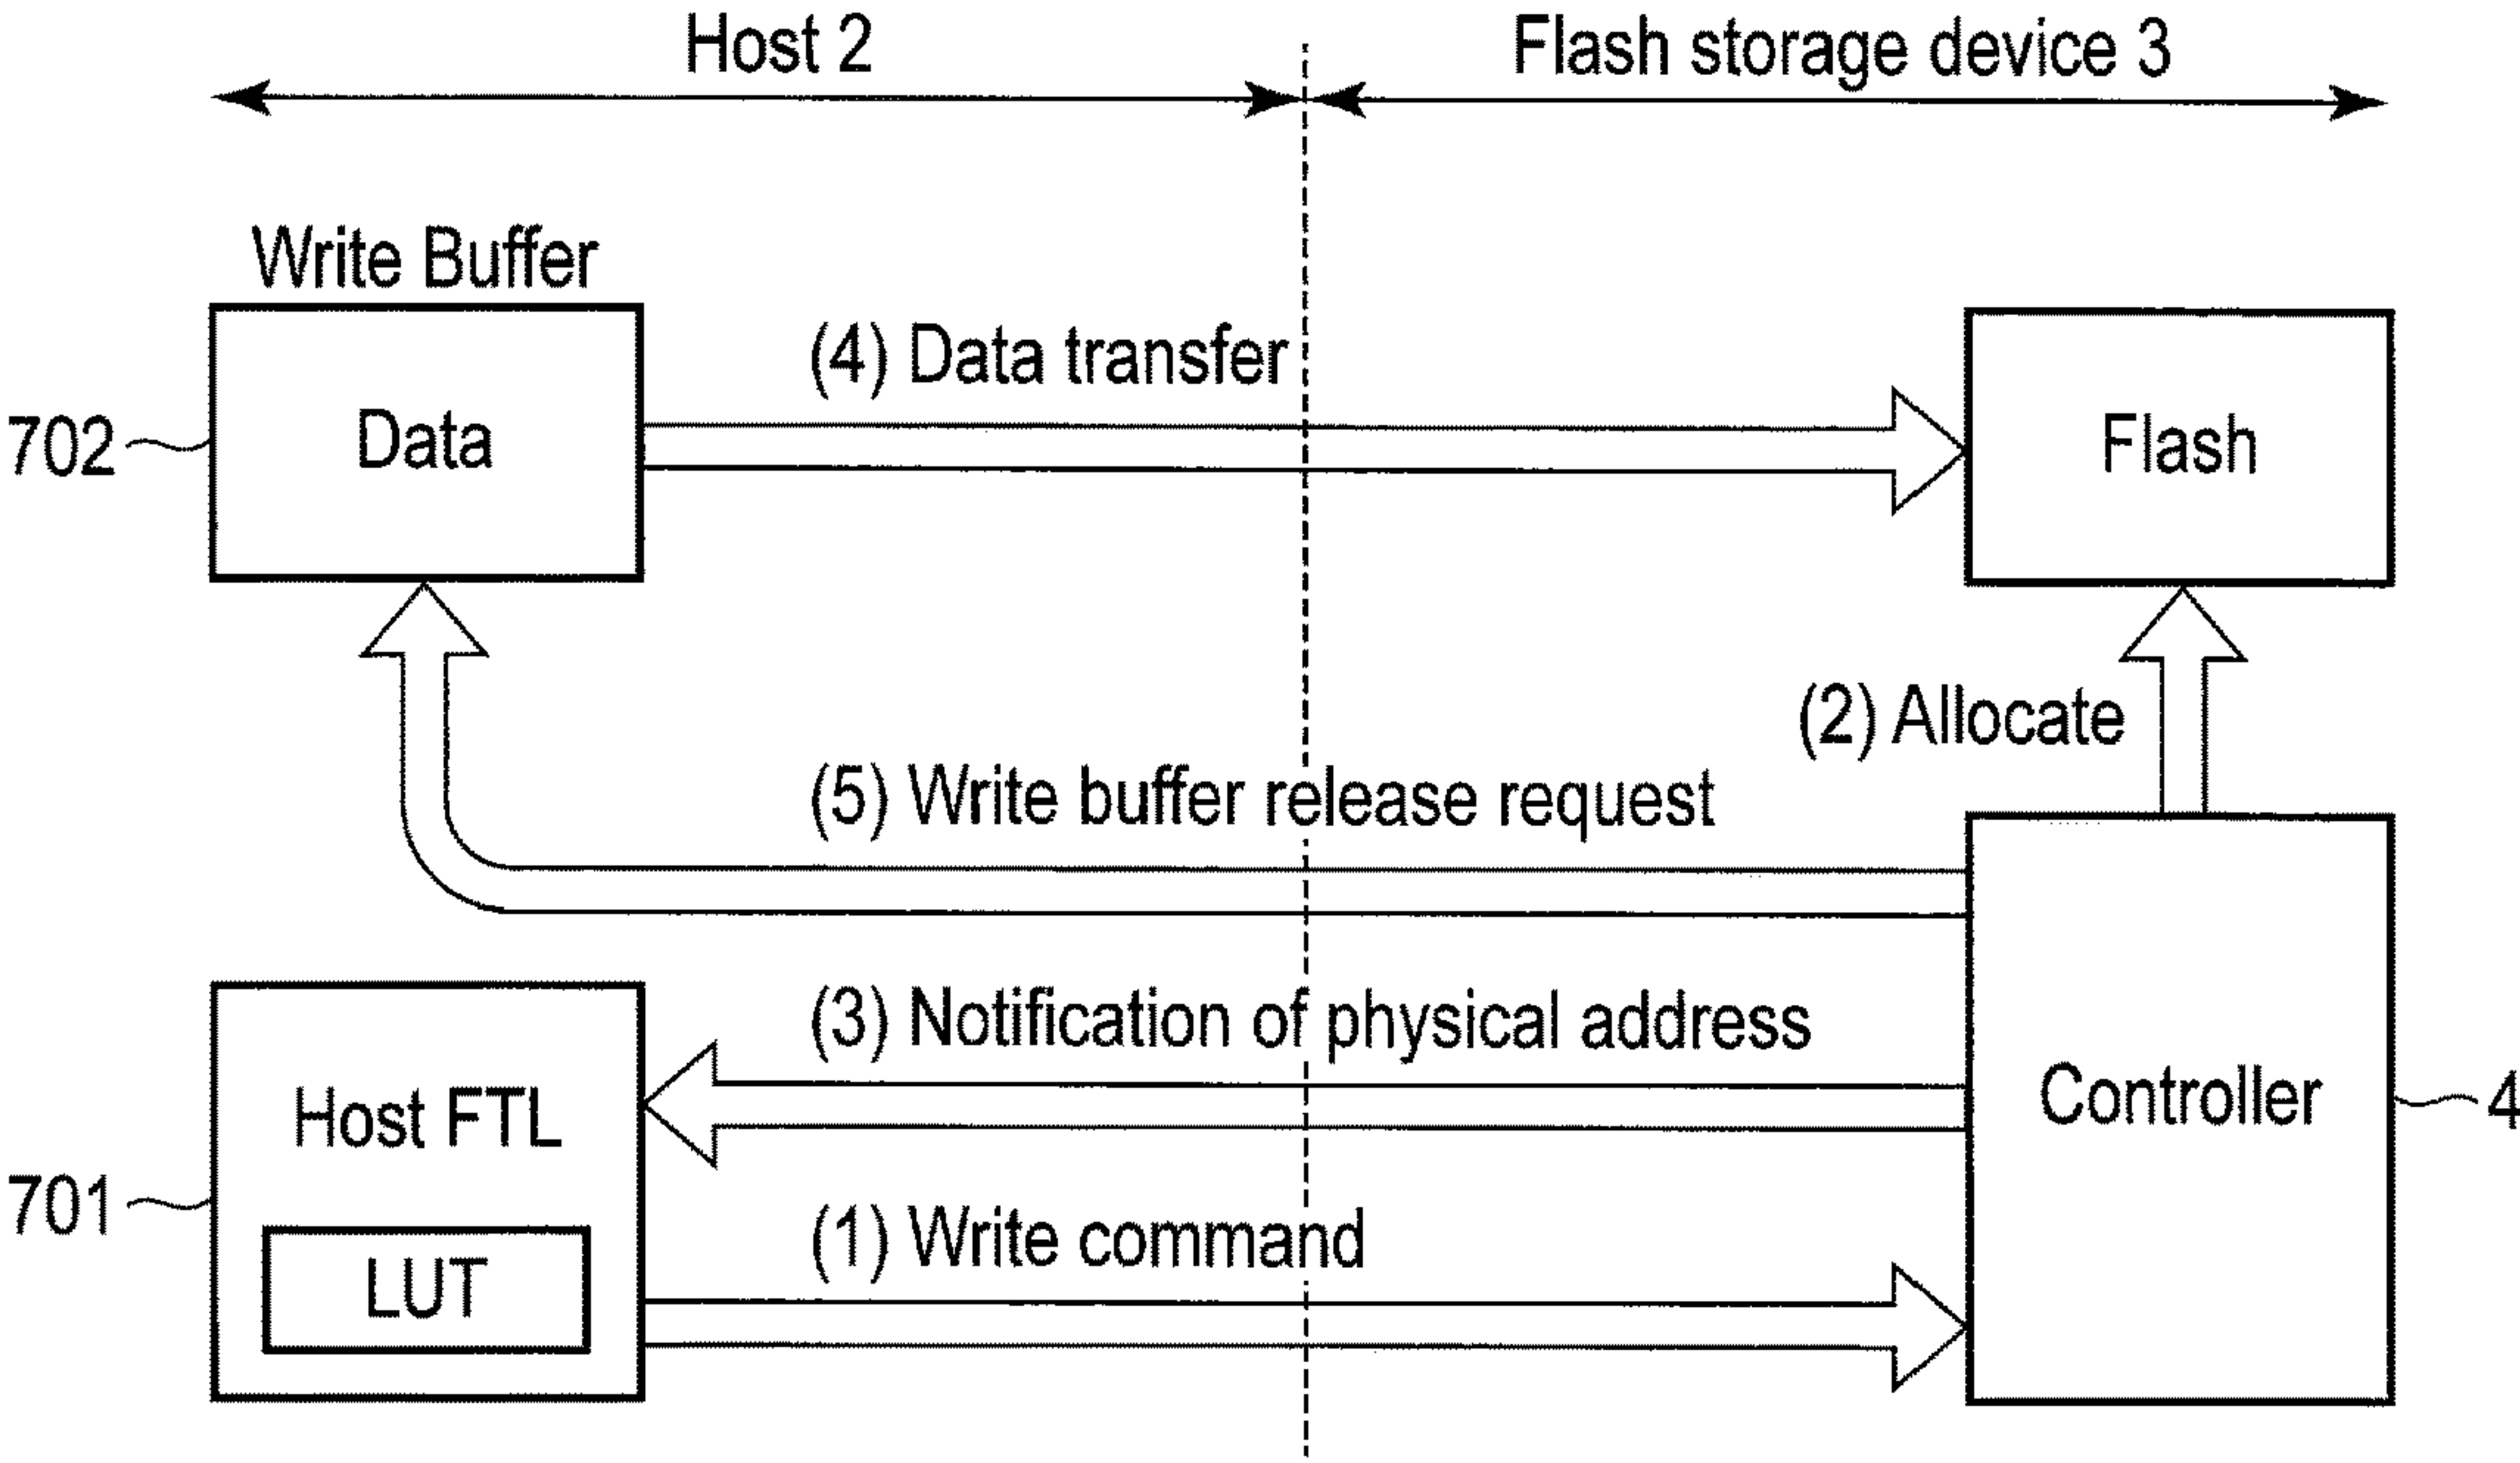 Host 2
Flash storage device 3
Write Buffer
(4) Data transfer
702
Data
Flash
(2) Allocate
(5) Write buffer release request
(3) Notification of physical address
Host FTL
Controller
4
701
(1) Write command
LUT